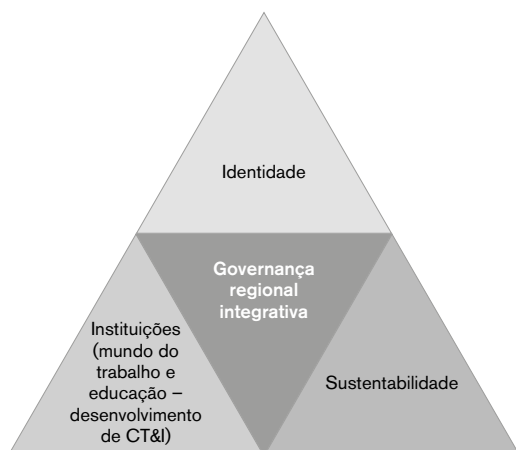 Identidade
Governança
regional
integrativa
Instituições
(mundo do
trabalho e
educação –
desenvolvimento
de CT&I)
Sustentabilidade